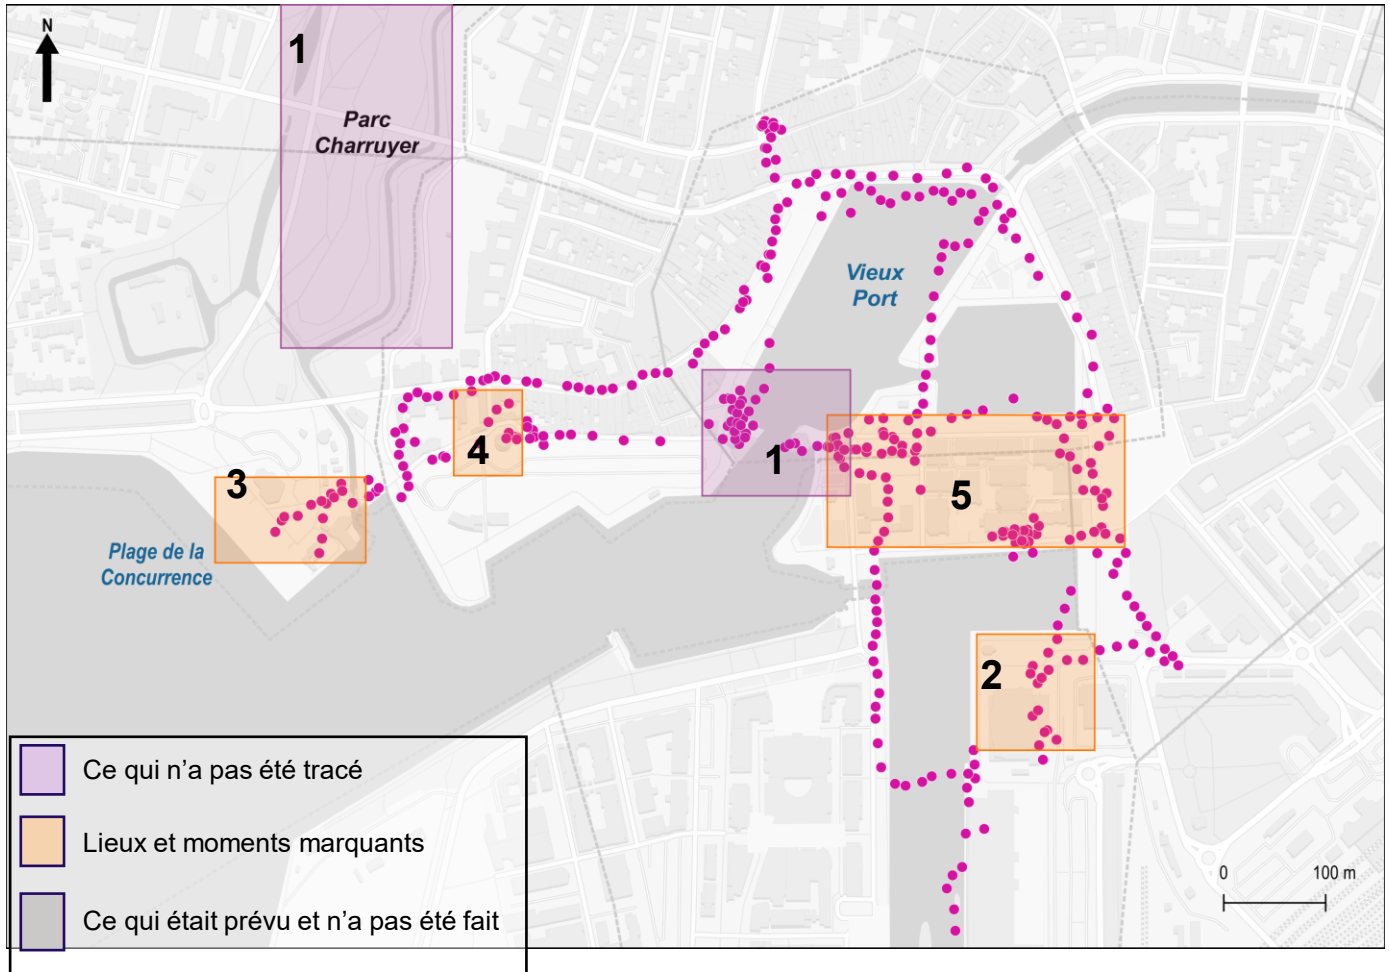 N
1
Parc
Charruyer
Vieux
Port
4
1
3
5
Plage de la
Concurrence
2
Ce qui n’a pas été tracé
Lieux et moments marquants
Ce qui était prévu et n’a pas été fait
0 100 m